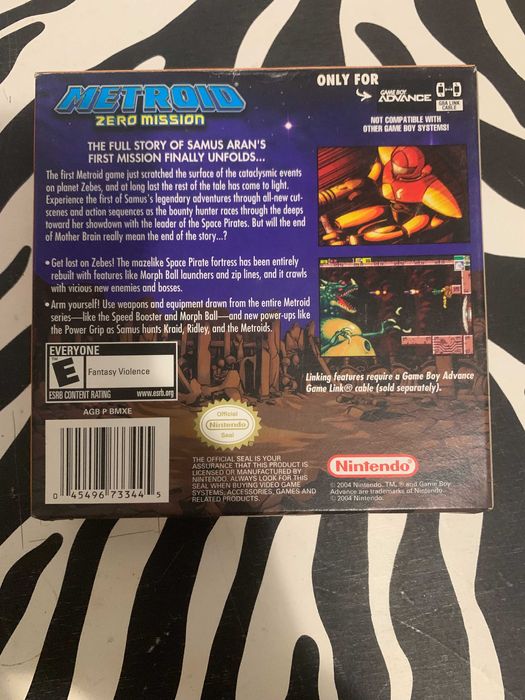 METROID
ZERO MISSION
ONLY FOR
GAME BOY
ADVANCE
GBA LINK
CABLE
NOT COMPATIBLE WITH
OTHER GAME BOY SYSTEMS!
THE FULL STORY OF SAMUS ARAN'S
FIRST MISSION FINALLY UNFOLDS...
The first Metroid game just scratched the surface of the cataclysmic events
on planet Zebes, and at long last the rest of the tale has come to light.
Experience the first of Samus's legendary adventures through all-new cut-
scenes and action sequences as the bounty hunter races through the deeps
toward her showdown with the leader of the Space Pirates. But will the end
of Mother Brain really mean the end of the story...?
• Get lost on Zebes! The mazelike Space Pirate fortress has been entirely
rebuilt with features like Morph Ball launchers and zip lines, and it crawls
with vicious new enemies and bosses.
• Arm yourself! Use weapons and equipment drawn from the entire Metroid
series—like the Speed Booster and Morph Ball—and new power-ups like
the Power Grip as Samus hunts Kraid, Ridley, and the Metroids.
Linking features require a Game Boy Advance
Game Link® cable (sold separately).
EVERYONE
E
Fantasy Violence
ESRB CONTENT RATING www.esrb.org
AGB P BMXE
0 45496 73344 5
Official
Nintendo
Seal
THE OFFICIAL SEAL IS YOUR
ASSURANCE THAT THIS PRODUCT IS
LICENSED OR MANUFACTURED BY
NINTENDO. ALWAYS LOOK FOR THIS
SEAL WHEN BUYING VIDEO GAME
SYSTEMS, ACCESSORIES, GAMES AND
RELATED PRODUCTS.
Nintendo
© 2004 Nintendo. TM, ® and Game Boy
Advance are trademarks of Nintendo.
© 2004 Nintendo.